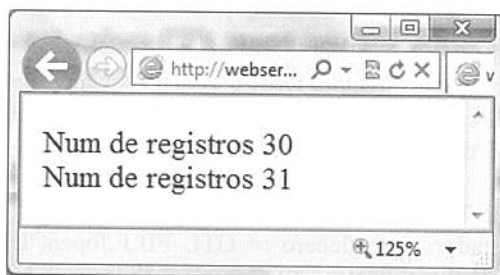 http://webser...
Num de registros 30
Num de registros 31
125%